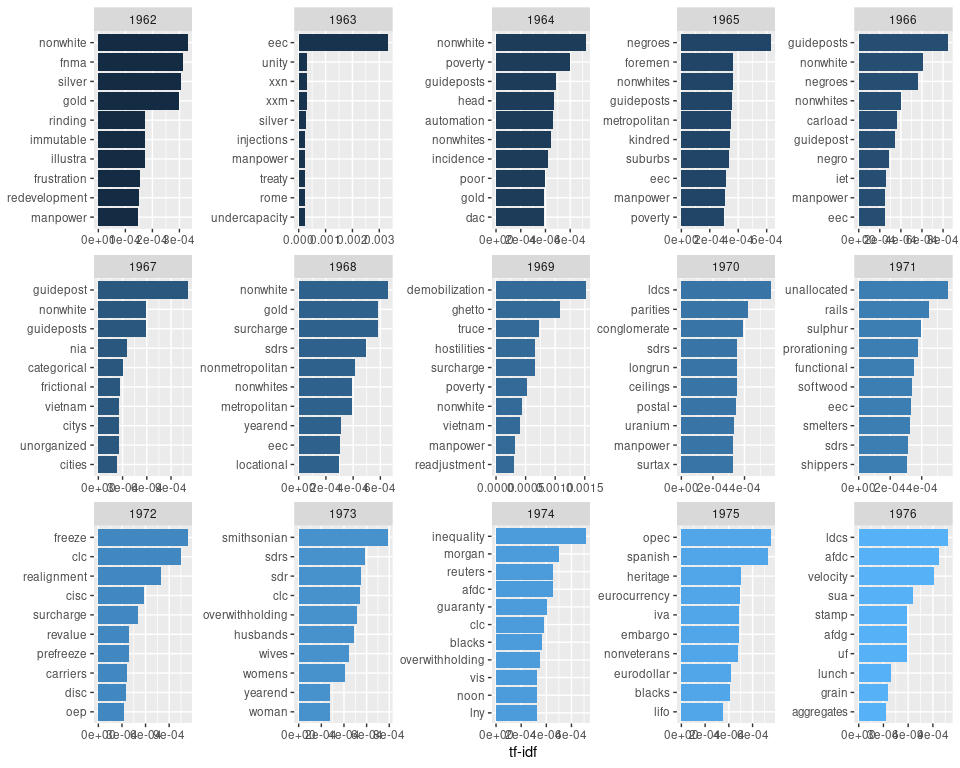 1962
nonwhite
fnma
silver
gold
rinding
immutable
illustra
frustration
redevelopment
manpower
1963
eec
unity
xxn
xxm
silver
injections
manpower
treaty
rome
undercapacity
0.000 0.001 0.002 0.003
1964
nonwhite
poverty
guideposts
head
automation
nonwhites
incidence
poor
gold
dac
1965
negroes
foremen
nonwhites
guideposts
metropolitan
kindred
suburbs
eec
manpower
poverty
1966
guideposts
nonwhite
negroes
nonwhites
carload
guidepost
negro
iet
manpower
eec
1967
guidepost
nonwhite
guideposts
nia
categorical
frictional
vietnam
citys
unorganized
cities
1968
nonwhite
gold
surcharge
sdrs
nonmetropolitan
nonwhites
metropolitan
yearend
eec
locational
1969
demobilization
ghetto
truce
hostilities
surcharge
poverty
nonwhite
vietnam
manpower
readjustment
0.0000 0.0005 0.0010 0.0015
1970
ldcs
parities
conglomerate
sdrs
longrun
ceilings
postal
uranium
manpower
surtax
1971
unallocated
rails
sulphur
prorationing
functional
softwood
eec
smelters
sdrs
shippers
1972
freeze
clc
realignment
cisc
surcharge
revalue
prefreeze
carriers
disc
oep
1973
smithsonian
sdrs
sdr
clc
overwithholding
husbands
wives
womens
yearend
woman
1974
inequality
morgan
reuters
afdc
guaranty
clc
blacks
overwithholding
vis
noon
lny
1975
opec
spanish
heritage
eurocurrency
iva
embargo
nonveterans
eurodollar
blacks
lifo
1976
ldcs
afdc
velocity
sua
stamp
afdg
uf
lunch
grain
aggregates
tf-idf